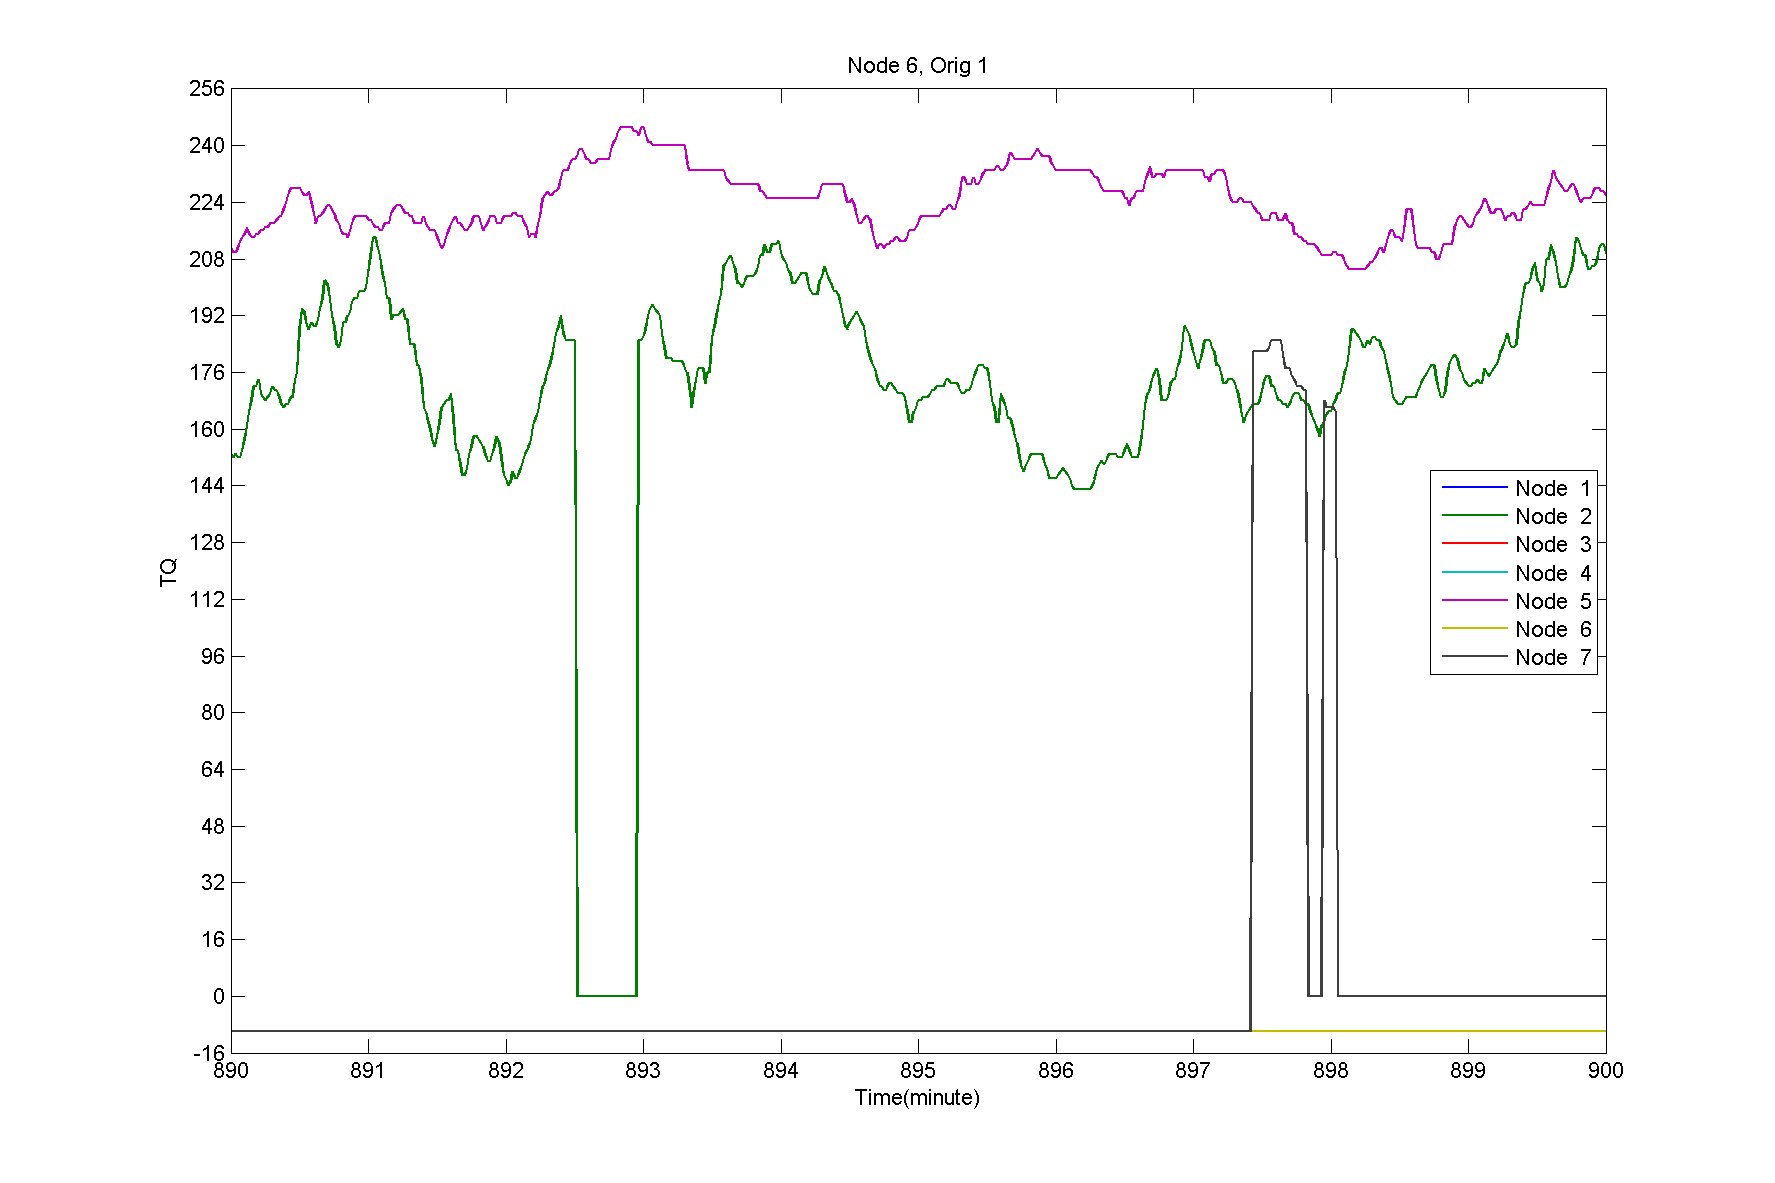 Node 6, Orig 1
256
240
224
208
192
176
160
144
128
112
96
80
64
48
32
16
0
-16
TQ
Node 1
Node 2
Node 3
Node 4
Node 5
Node 6
Node 7
890 891 892 893 894 895 896 897 898 899 900
Time(minute)